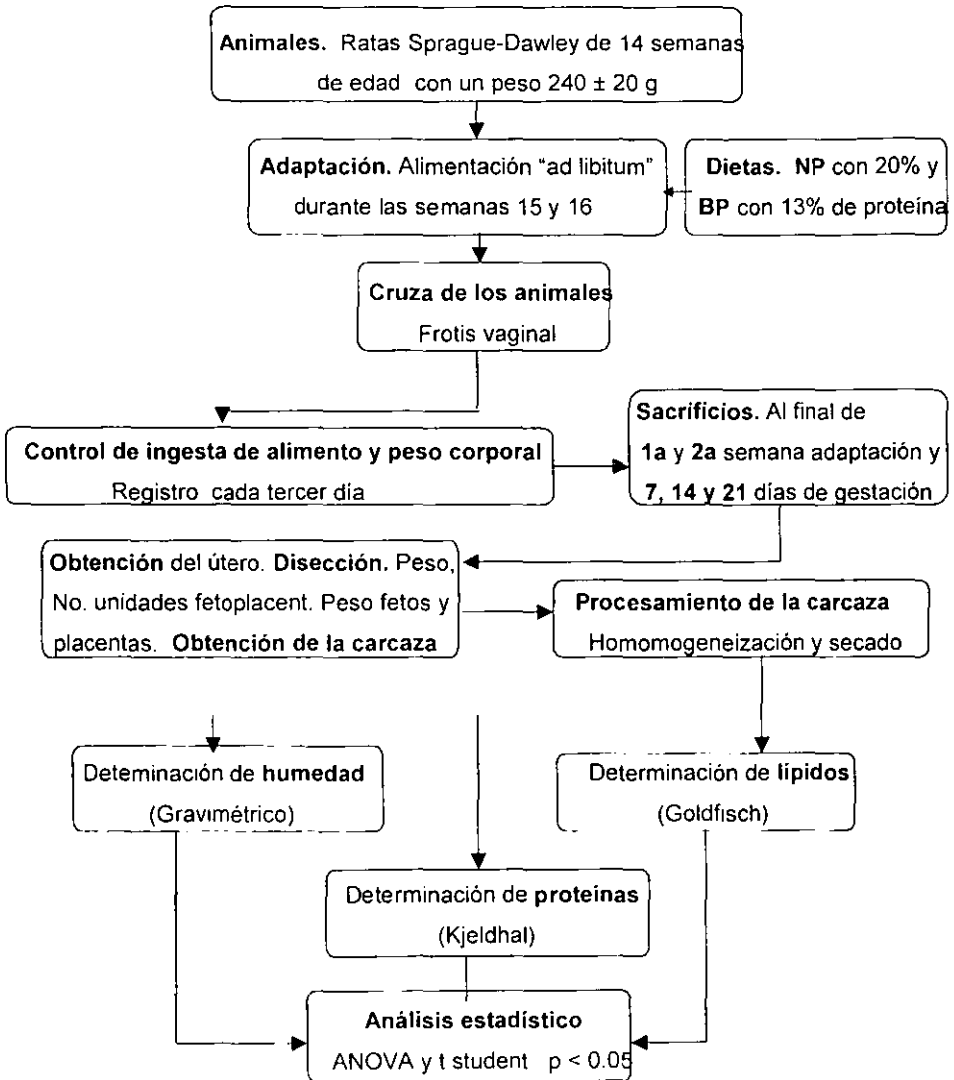 Animales. Ratas Sprague-Dawley de 14 semanas
de edad con un peso 240 ± 20 g
Adaptación. Alimentación "ad libitum"
durante las semanas 15 y 16
Dietas. NP con 20% y
BP con 13% de proteína
Cruza de los animales
Frotis vaginal
Control de ingesta de alimento y peso corporal
Registro cada tercer día
Sacrificios. Al final de
1a y 2a semana adaptación y
7, 14 y 21 días de gestación
Obtención del útero. Disección. Peso,
No. unidades fetoplacent. Peso fetos y
placentas. Obtención de la carcaza
Procesamiento de la carcaza
Homomogeneización y secado
Deteminación de humedad
(Gravimétrico)
Determinación de lípidos
(Goldfisch)
Determinación de proteínas
(Kjeldhal)
Análisis estadístico
ANOVA y t student p < 0.05